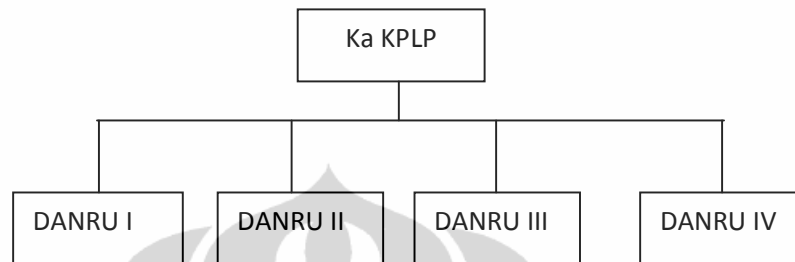 Ka KPLP
DANRU I
DANRU II
DANRU III
DANRU IV